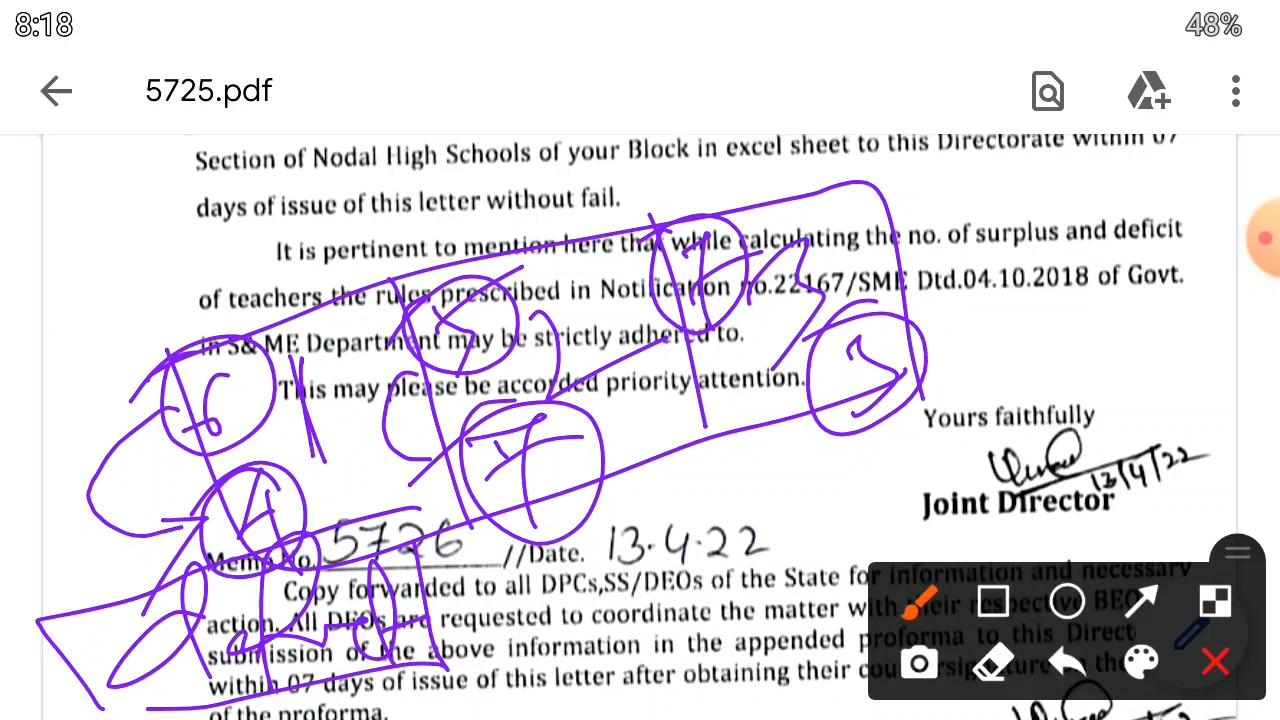 8:18 48%
5725.pdf
Section of Nodal High Schools of your Block in excel sheet to this Directorate within 07
days of issue of this letter without fail.
It is pertinent to mention here that while calculating the no. of surplus and deficit
of teachers the rules prescribed in Notification no.22167/SME Dtd.04.10.2018 of Govt.
in S& ME Department may be strictly adhered to.
This may please be accorded priority attention.
Yours faithfully
13/4/22
Joint Director
Memo No. 5726 //Date. 13.4.22
Copy forwarded to all DPCs,SS/DEOs of the State for information and necessary
action. All DEOs are requested to coordinate the matter with their respective BEO
submission of the above information in the appended proforma to this Direct
within 07 days of issue of this letter after obtaining their
of the proforma.
6
5
7
3
4
7